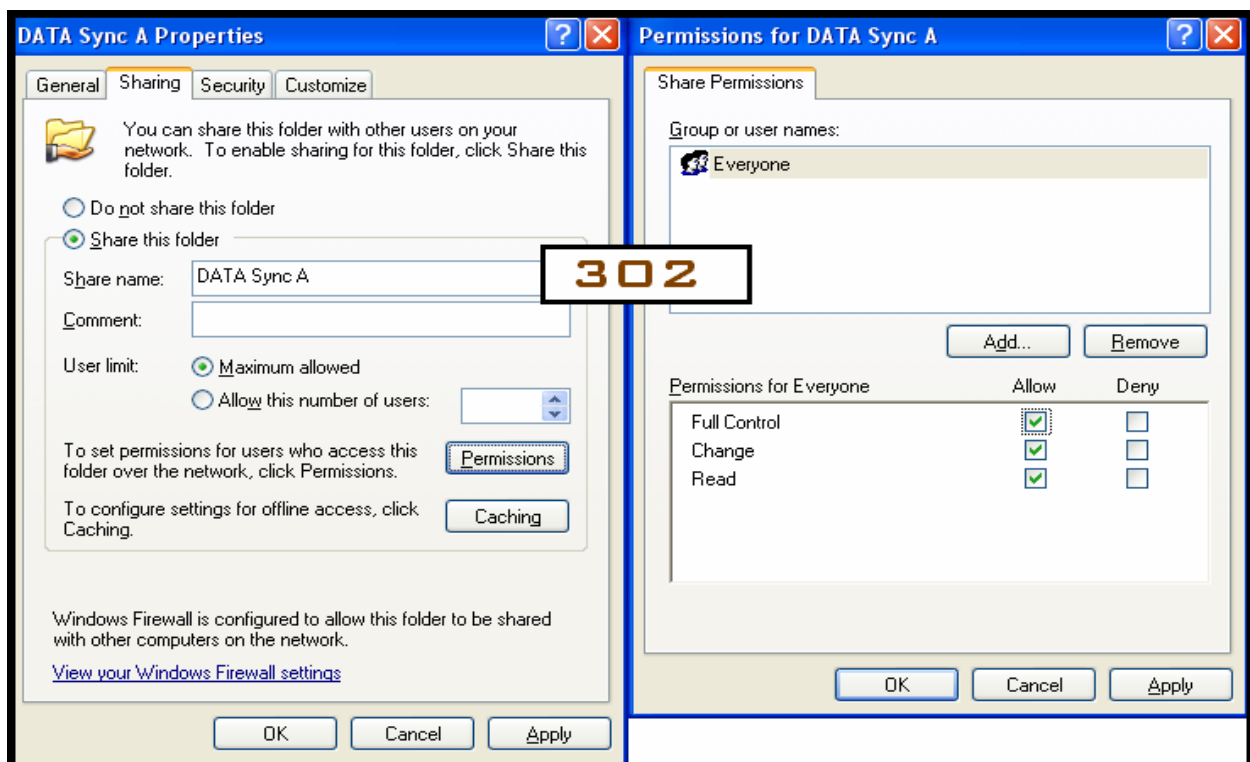 DATA Sync A Properties
General Sharing Security Customize
You can share this folder with other users on your
network. To enable sharing for this folder, click Share this
folder.
Do not share this folder
Share this folder
Share name: DATA Sync A
Comment:
User limit: Maximum allowed
Allow this number of users:
To set permissions for users who access this
folder over the network, click Permissions.
Permissions
To configure settings for offline access, click
Caching.
Caching
Windows Firewall is configured to allow this folder to be shared
with other computers on the network.
View your Windows Firewall settings
OK Cancel Apply
302
Permissions for DATA Sync A
Share Permissions
Group or user names:
Everyone
Add... Remove
Permissions for Everyone Allow Deny
Full Control
Change
Read
OK Cancel Apply